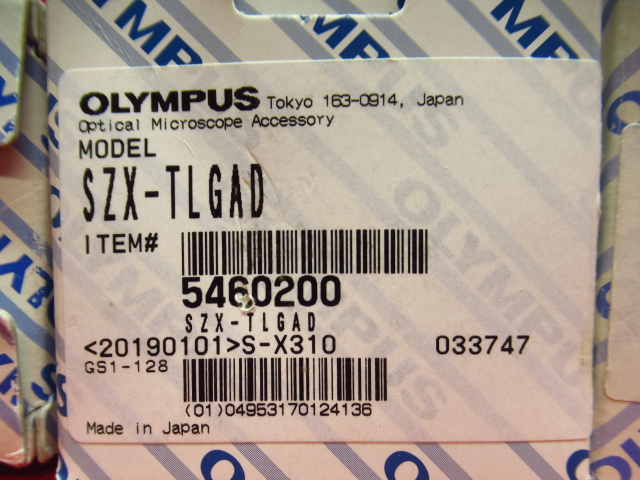 OLYMPUS Tokyo 163-0914, Japan
Optical Microscope Accessory
MODEL
SZX-TLGAD
ITEM#
5460200
SZX-TLGAD
<20190101>S-X310 033747
GS1-128
(01)04953170124136
Made in Japan